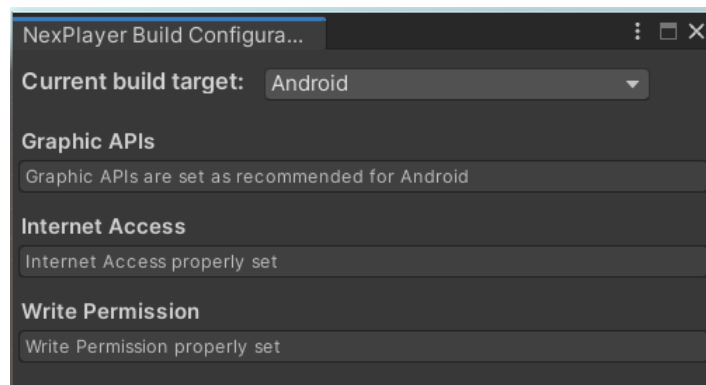 NexPlayer Build Configura...
Current build target: Android
Graphic APIs
Graphic APIs are set as recommended for Android
Internet Access
Internet Access properly set
Write Permission
Write Permission properly set